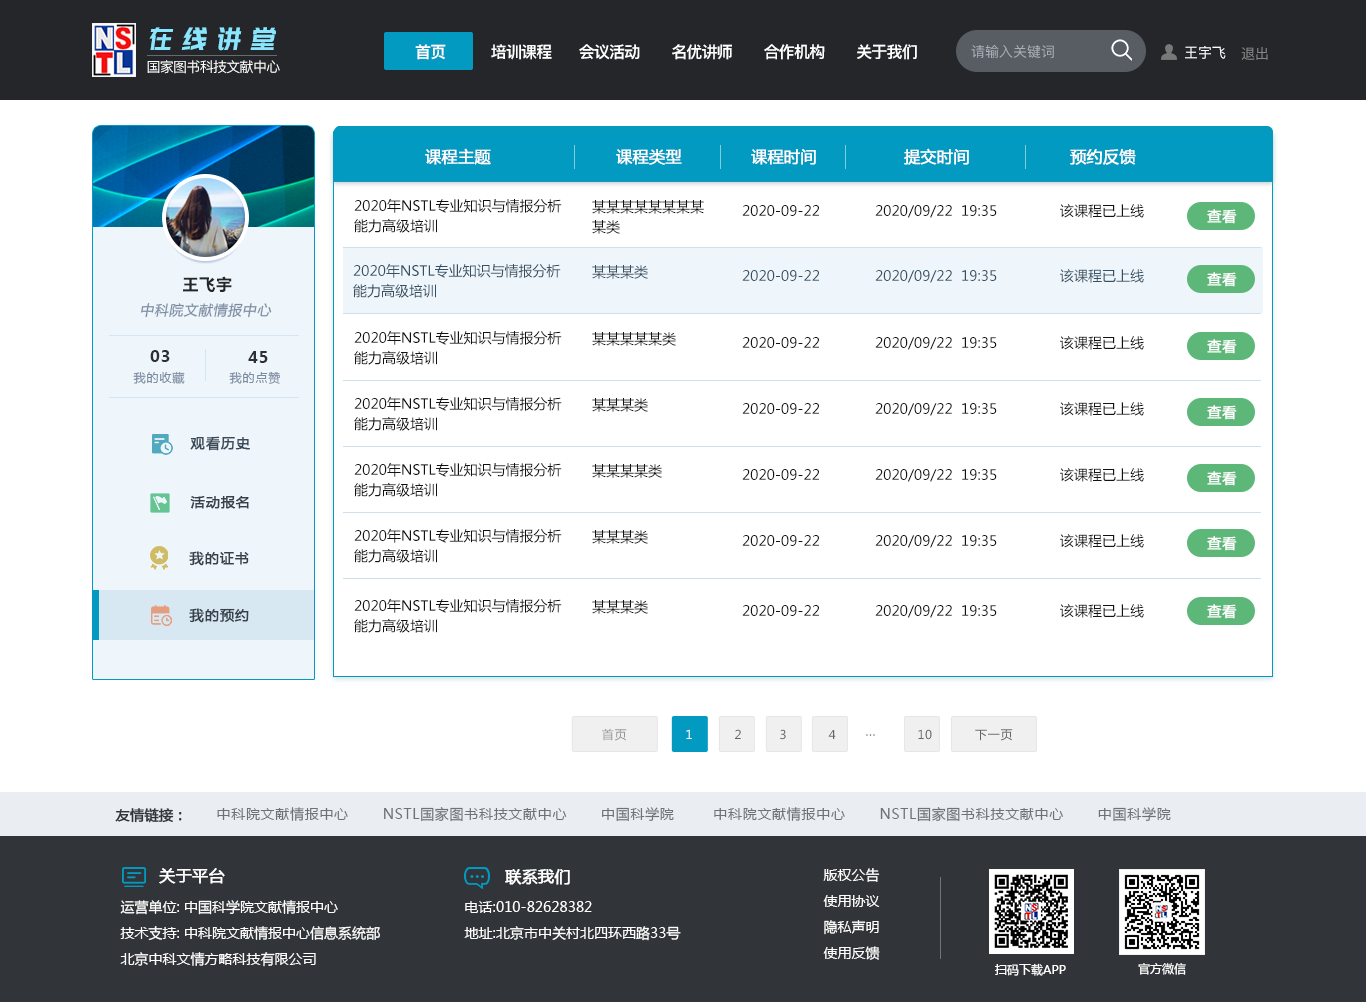 NS
TL
在线讲堂
国家图书科技文献中心
首页 培训课程 会议活动 名优讲师 合作机构 关于我们
请输入关键词
王宇飞 退出
王飞宇
中科院文献情报中心
03 45
我的收藏 我的点赞
观看历史
活动报名
我的证书
我的预约
课程主题 课程类型 课程时间 提交时间 预约反馈
2020年NSTL专业知识与情报分析 某某某某某某某某 2020-09-22 2020/09/22 19:35 该课程已上线 查看
能力高级培训 某某类
2020年NSTL专业知识与情报分析 某某某类 2020-09-22 2020/09/22 19:35 该课程已上线 查看
能力高级培训
2020年NSTL专业知识与情报分析 某某某某某类 2020-09-22 2020/09/22 19:35 该课程已上线 查看
能力高级培训
2020年NSTL专业知识与情报分析 某某某类 2020-09-22 2020/09/22 19:35 该课程已上线 查看
能力高级培训
2020年NSTL专业知识与情报分析 某某某某类 2020-09-22 2020/09/22 19:35 该课程已上线 查看
能力高级培训
2020年NSTL专业知识与情报分析 某某某类 2020-09-22 2020/09/22 19:35 该课程已上线 查看
能力高级培训
2020年NSTL专业知识与情报分析 某某某类 2020-09-22 2020/09/22 19:35 该课程已上线 查看
能力高级培训
首页 1 2 3 4 ... 10 下一页
友情链接： 中科院文献情报中心 NSTL国家图书科技文献中心 中国科学院 中科院文献情报中心 NSTL国家图书科技文献中心 中国科学院
关于平台
运营单位: 中国科学院文献情报中心
技术支持: 中科院文献情报中心信息系统部
北京中科文情方略科技有限公司
联系我们
电话:010-82628382
地址:北京市中关村北四环西路33号
版权公告
使用协议
隐私声明
使用反馈
NS
TL
扫码下载APP
NS
TL
官方微信